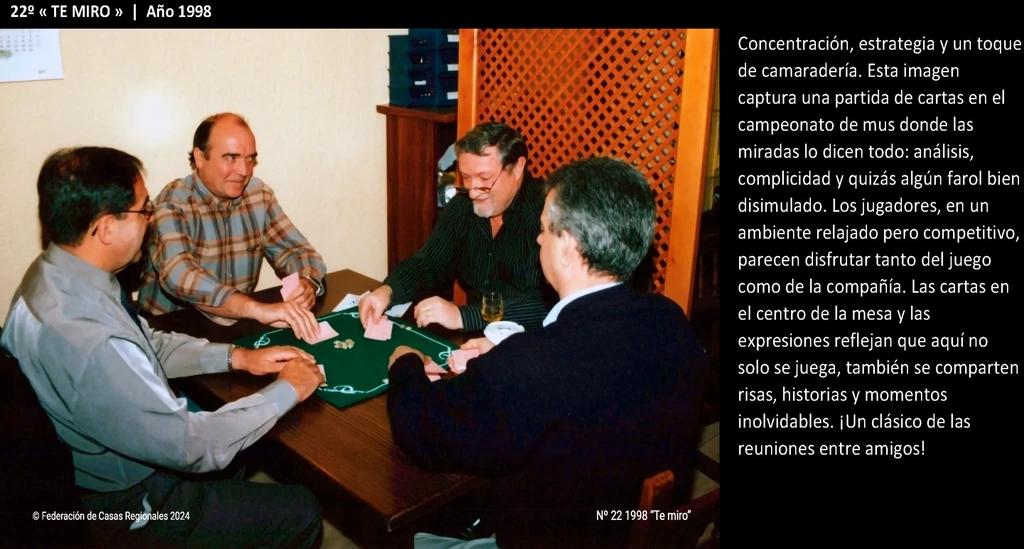 22º « TE MIRO » | Año 1998
Concentración, estrategia y un toque
de camaradería. Esta imagen
captura una partida de cartas en el
campeonato de mus donde las
miradas lo dicen todo: análisis,
complicidad y quizás algún farol bien
disimulado. Los jugadores, en un
ambiente relajado pero competitivo,
parecen disfrutar tanto del juego
como de la compañía. Las cartas en
el centro de la mesa y las
expresiones reflejan que aquí no
solo se juega, también se comparten
risas, historias y momentos
inolvidables. ¡Un clásico de las
reuniones entre amigos!
© Federación de Casas Regionales 2024
Nº 22 1998 "Te miro"